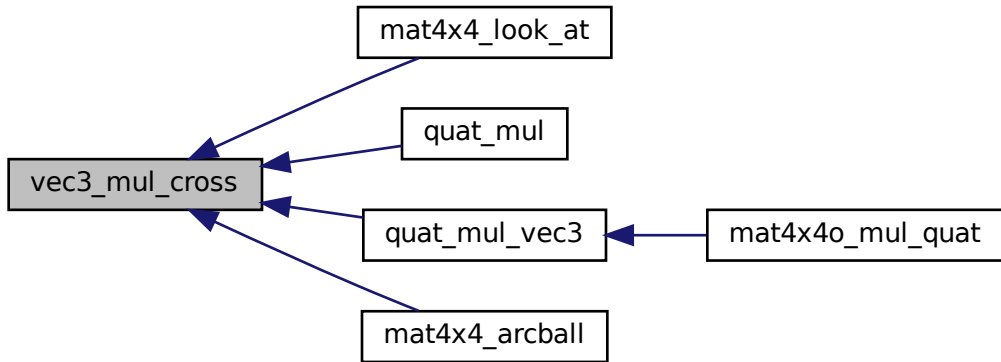 mat4x4_look_at
quat_mul
vec3_mul_cross
quat_mul_vec3
mat4x4o_mul_quat
mat4x4_arcball